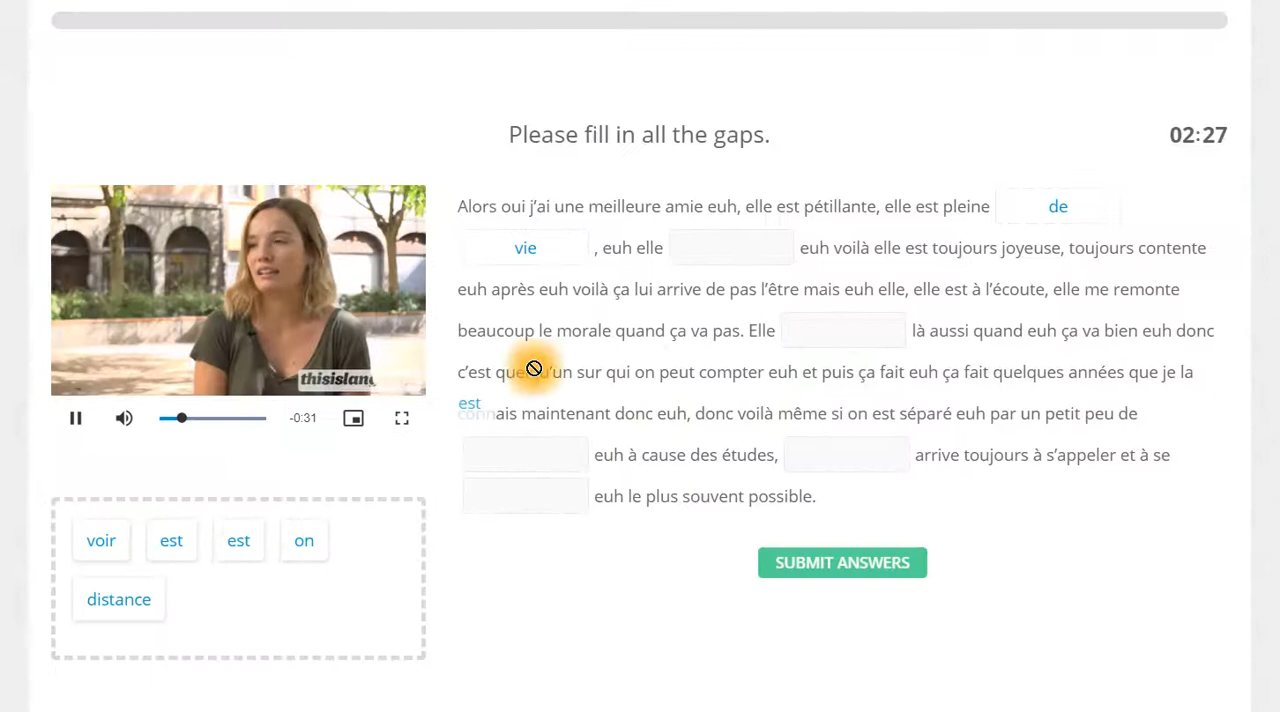 Please fill in all the gaps.
02:27
Alors oui j'ai une meilleure amie euh, elle est pétillante, elle est pleine de
vie , euh elle euh voilà elle est toujours joyeuse, toujours contente
euh après euh voilà ça lui arrive de pas l'être mais euh elle, elle est à l'écoute, elle me remonte
beaucoup le morale quand ça va pas. Elle là aussi quand euh ça va bien euh donc
c'est quelqu'un sur qui on peut compter euh et puis ça fait euh ça fait quelques années que je la
est
connais maintenant donc euh, donc voilà même si on est séparé euh par un petit peu de
euh à cause des études, arrive toujours à s'appeler et à se
euh le plus souvent possible.
thisislang
-0:31
voir est est on
distance
SUBMIT ANSWERS